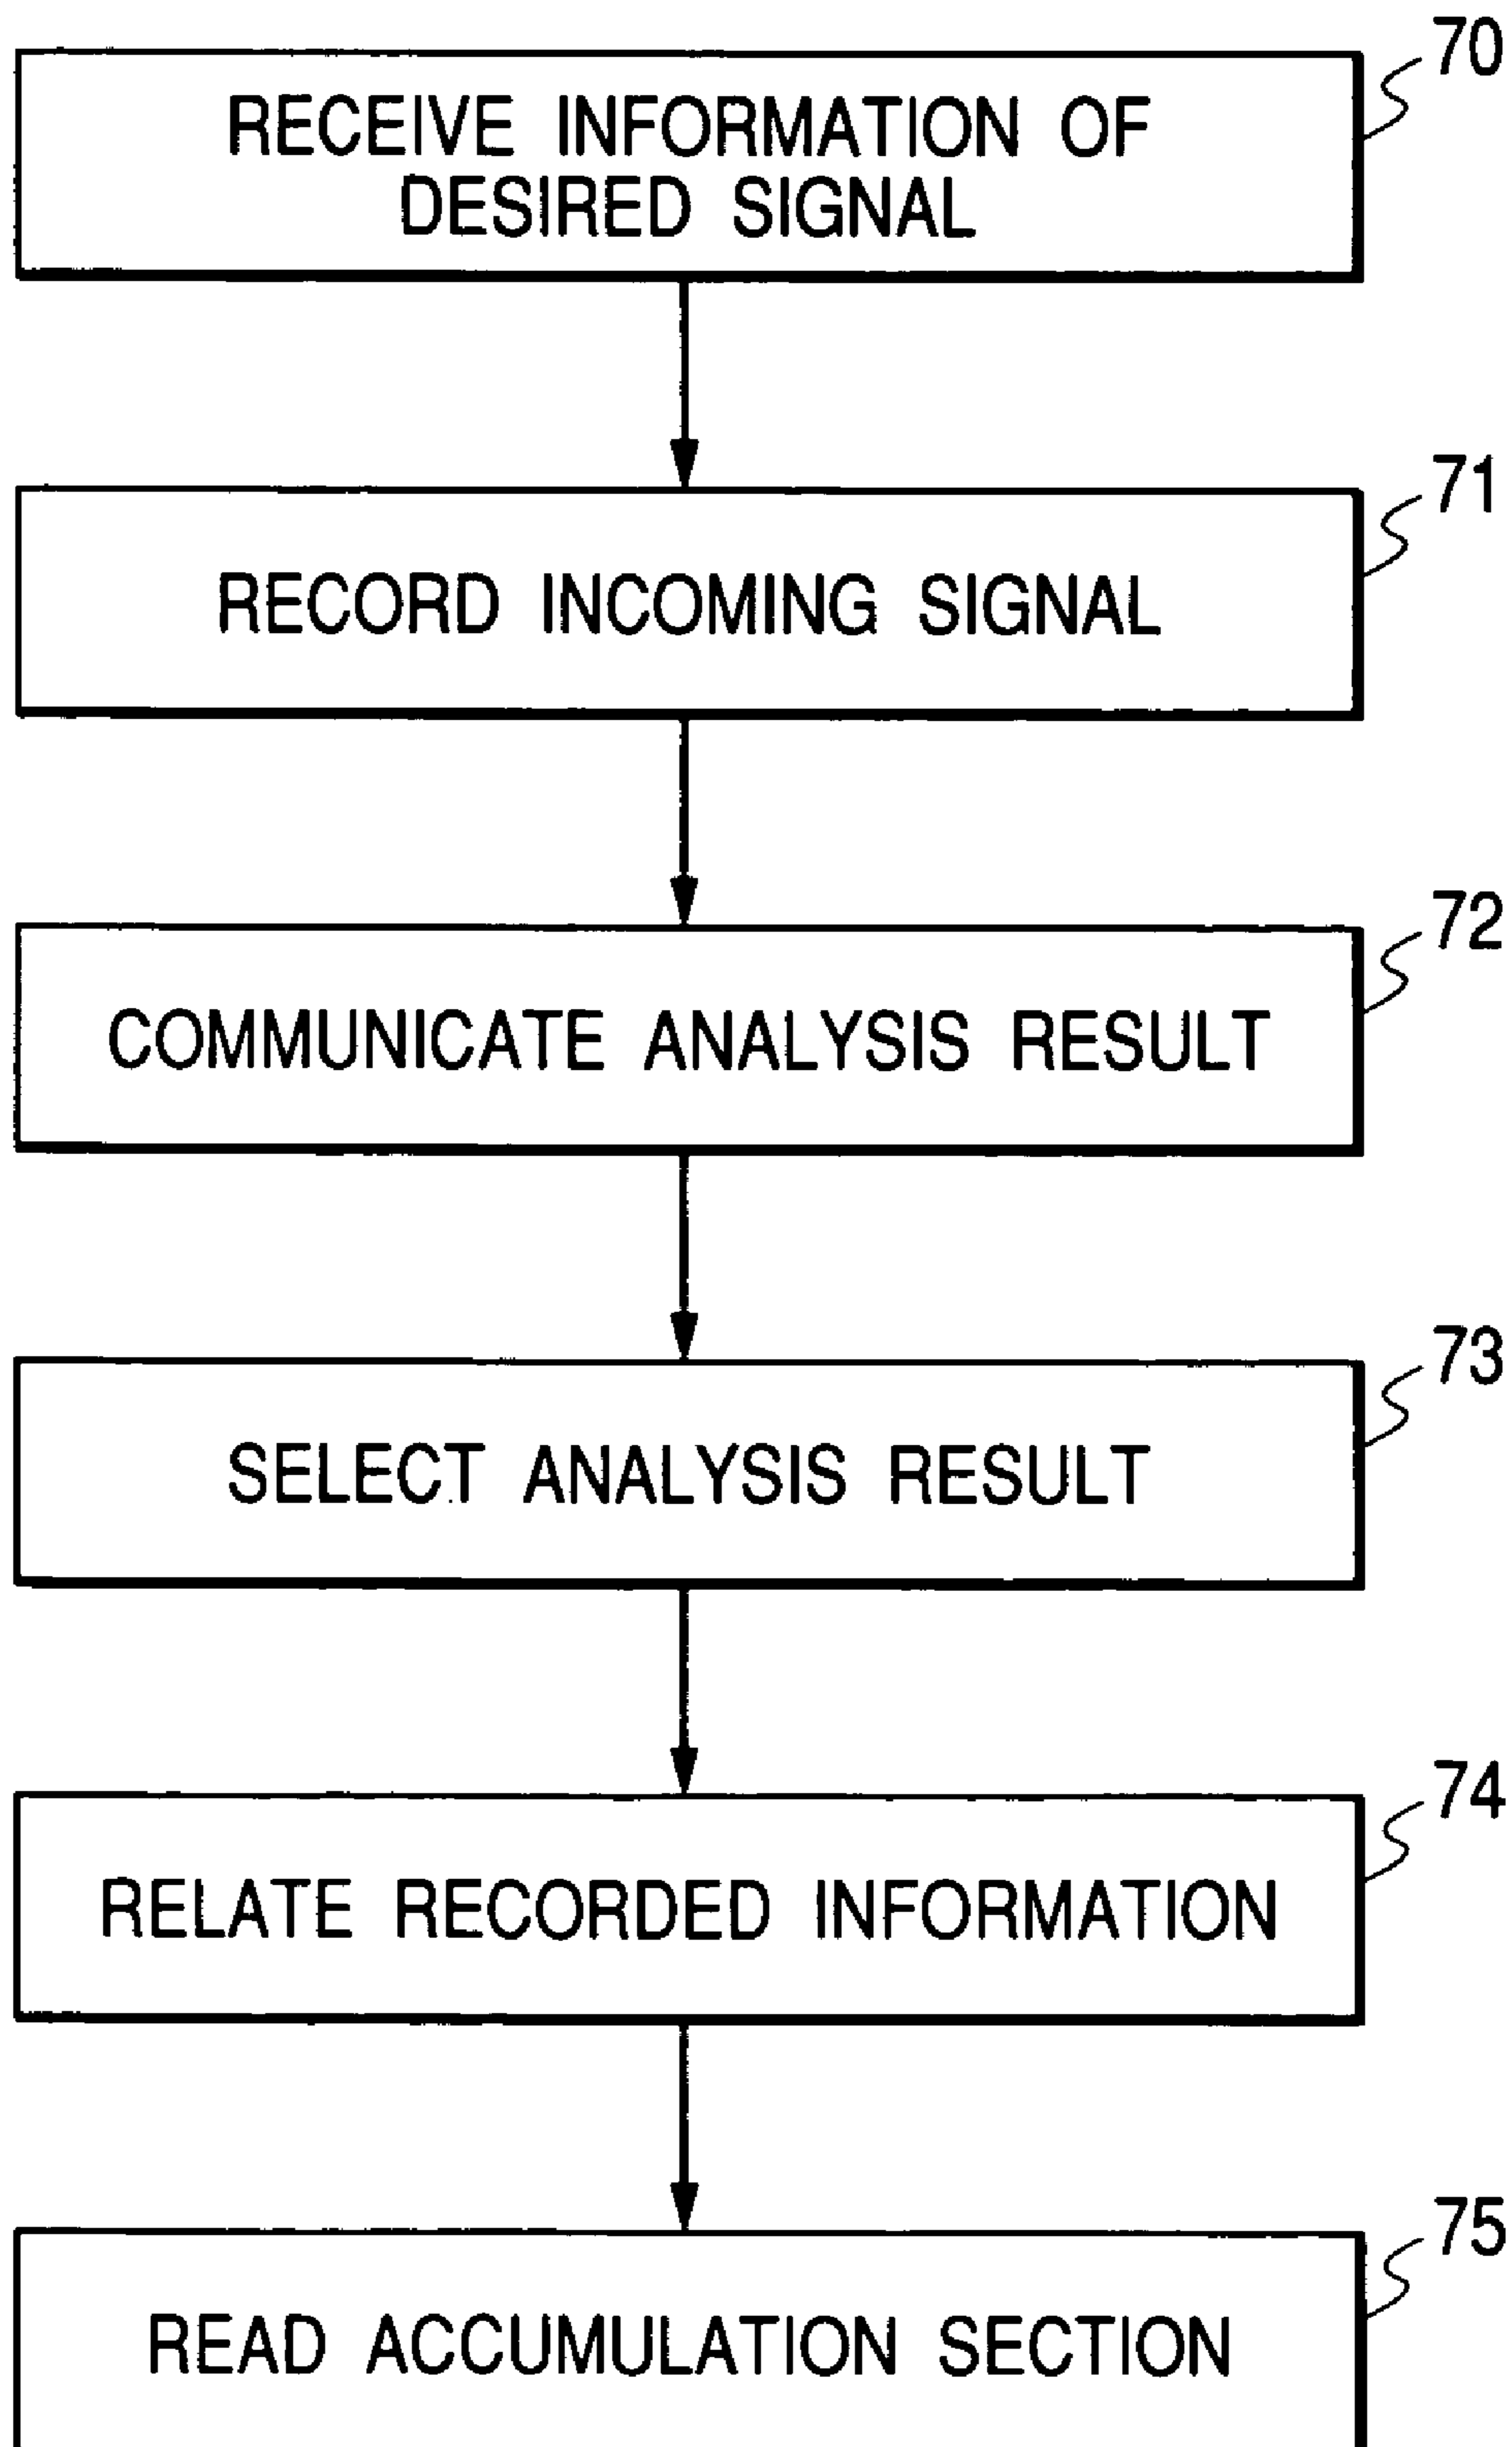 70
RECEIVE INFORMATION OF
DESIRED SIGNAL
71
RECORD INCOMING SIGNAL
72
COMMUNICATE ANALYSIS RESULT
73
SELECT ANALYSIS RESULT
74
RELATE RECORDED INFORMATION
75
READ ACCUMULATION SECTION